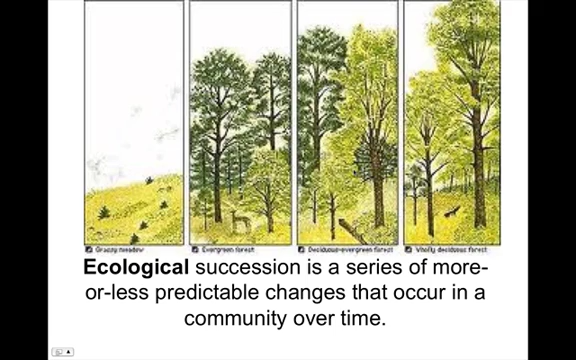 Grassy meadow
Evergreen forest
Deciduous-evergreen forest
Wholly deciduous forest
Ecological succession is a series of more-
or-less predictable changes that occur in a
community over time.